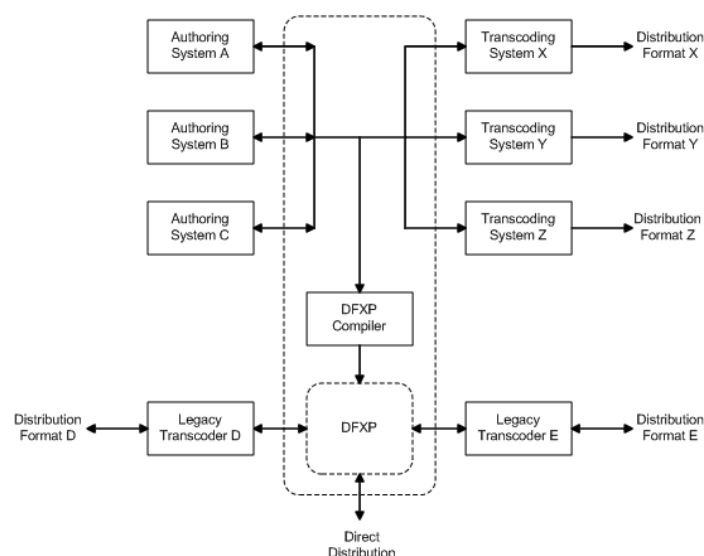 Authoring
System A
Transcoding
System X
Distribution
Format X
Authoring
System B
Transcoding
System Y
Distribution
Format Y
Authoring
System C
Transcoding
System Z
Distribution
Format Z
DFXP
Compiler
Distribution
Format D
Legacy
Transcoder D
DFXP
Legacy
Transcoder E
Distribution
Format E
Direct
Distribution